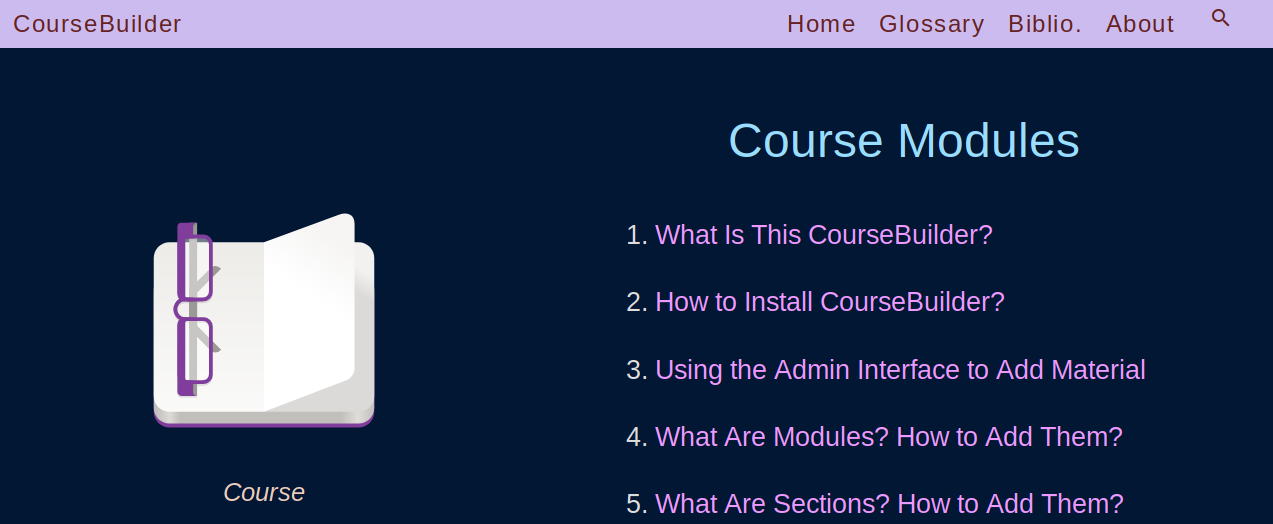 CourseBuilder
Home Glossary Biblio. About
Course Modules
1. What Is This CourseBuilder?
2. How to Install CourseBuilder?
3. Using the Admin Interface to Add Material
4. What Are Modules? How to Add Them?
5. What Are Sections? How to Add Them?
Course